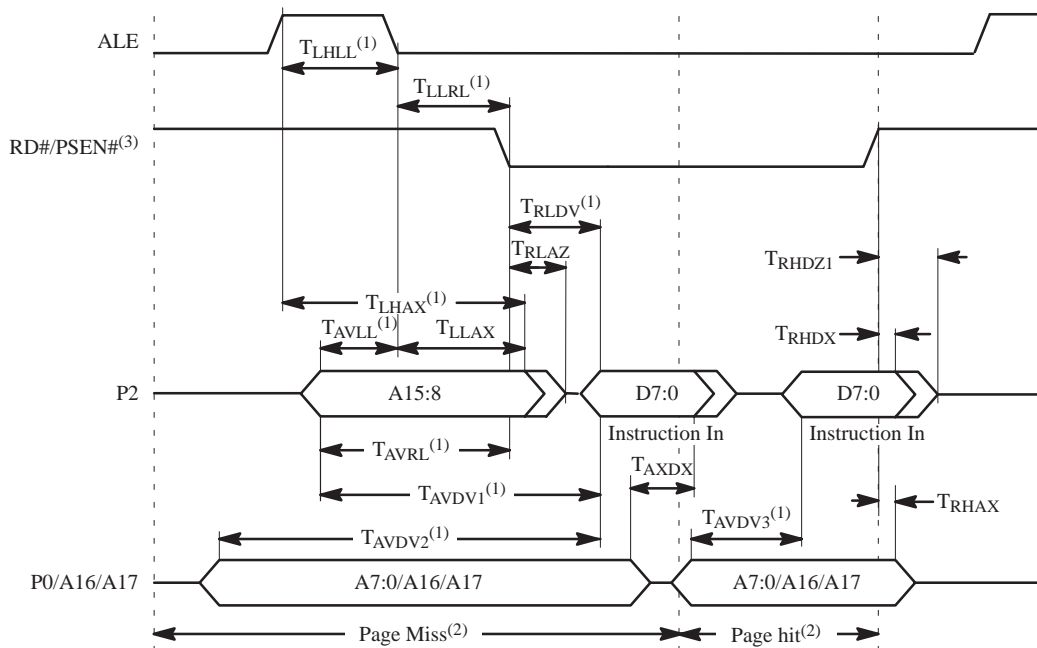 ALE
TLHLL(1)
TLLRL(1)
RD#/PSEN#(3)
TRLDV(1)
TRLAZ
TRHDZ1
TLHAX(1)
TAVLL(1) TLLAX
TRHDX
P2 A15:8 D7:0 D7:0
Instruction In Instruction In
TAVRL(1)
TAXDX
TAVDV1(1)
TRHAX
TAVDV3(1)
TAVDV2(1)
P0/A16/A17 A7:0/A16/A17 A7:0/A16/A17
Page Miss(2) Page hit(2)